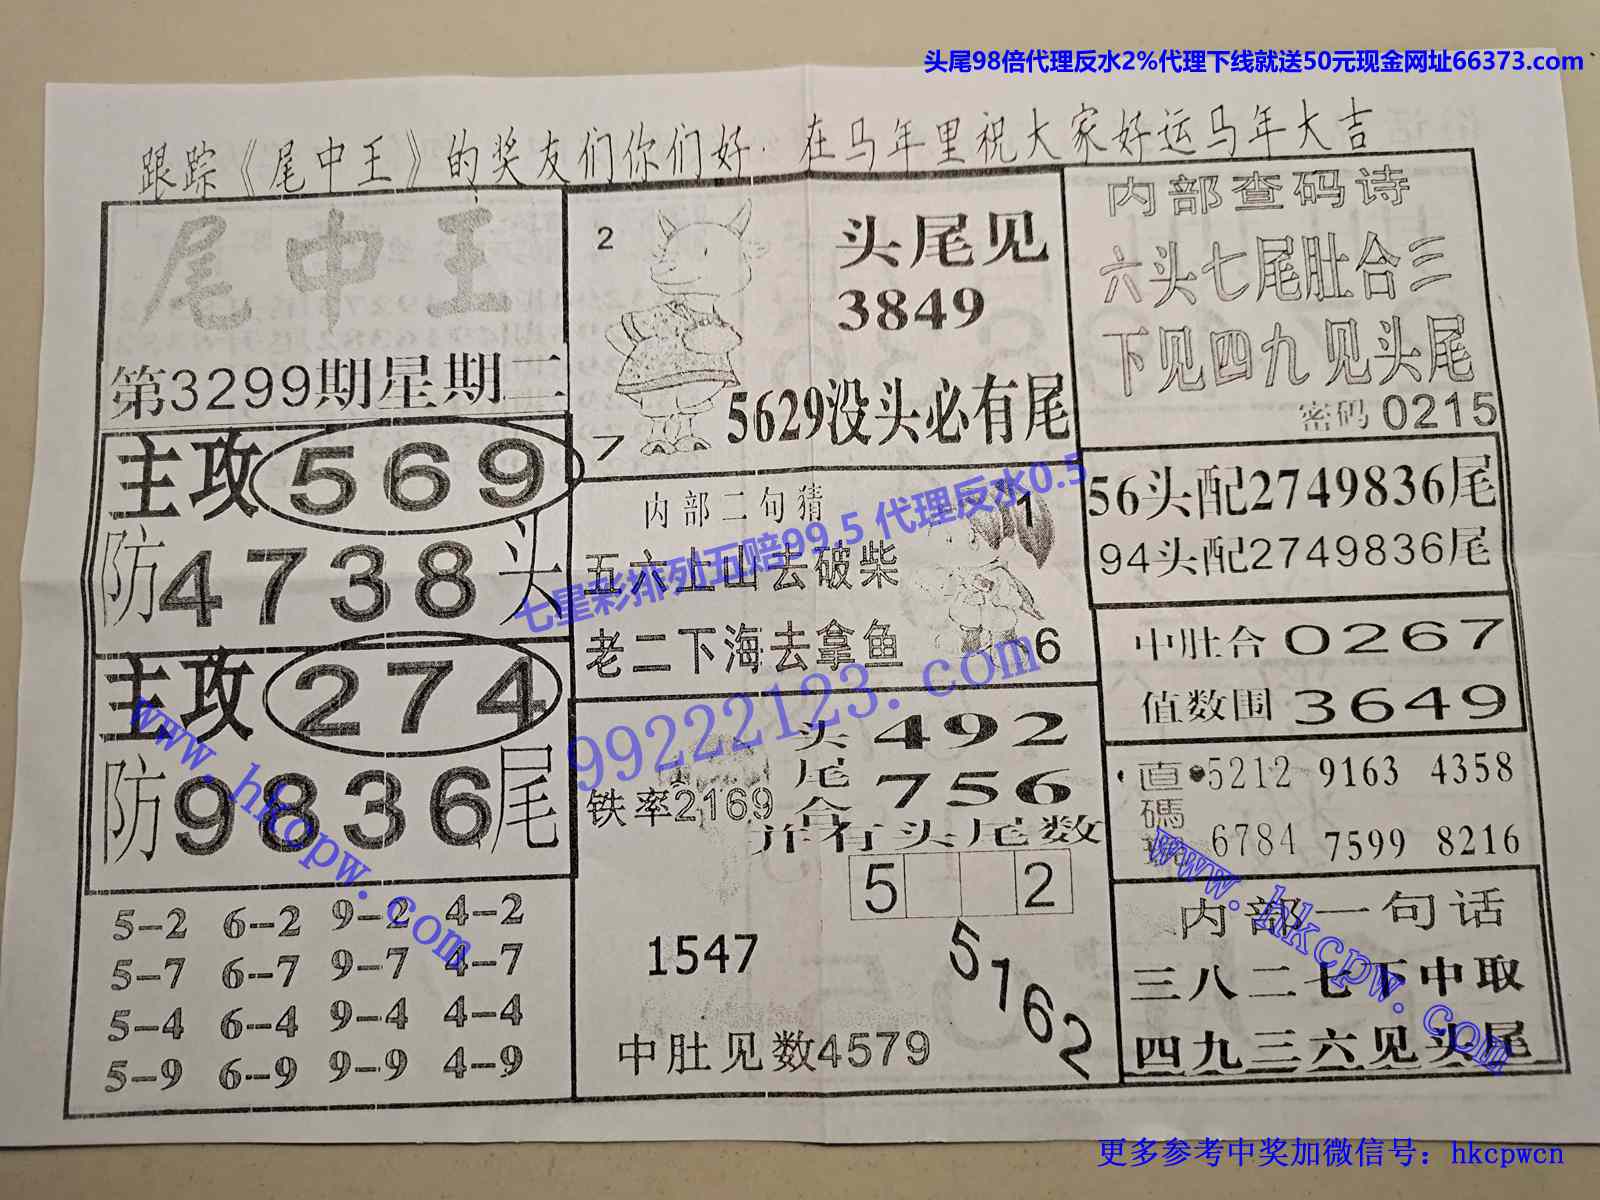 头尾98倍代理反水2%代理下线就送50元现金网址66373.com
跟踪《尾中王》的奖友们你们好.在马年里祝大家好运马年大吉
尾中王
第3299期星期二
主攻569
防4738头
主攻274
防9836尾
5--2 6--2 9--2 4--2
5--7 6--7 9--7 4--7
5--4 6--4 9--4 4--4
5--9 6--9 9--9 4--9
2
头尾见
3849
7
5629没头必有尾
内部二句猜
1
五六上山去破柴
老二下海去拿鱼
6
七星彩排列五赔99.5 代理反水0.5
99222123.com
头492
尾756
合
铁率2169
并有头尾数
5 2
1547
5162
中肚见数4579
内部查码诗
六头七尾肚合三
下见四九见头尾
密码0215
56头配2749836尾
94头配2749836尾
中肚合0267
值数围3649
直碼
5212 9163 4358
6784 7599 8216
内部一句话
三八二七下中取
四九三六见头尾
www.hkcpw.com
www.hkcpw.com
更多参考中奖加微信号：hkcpwcn